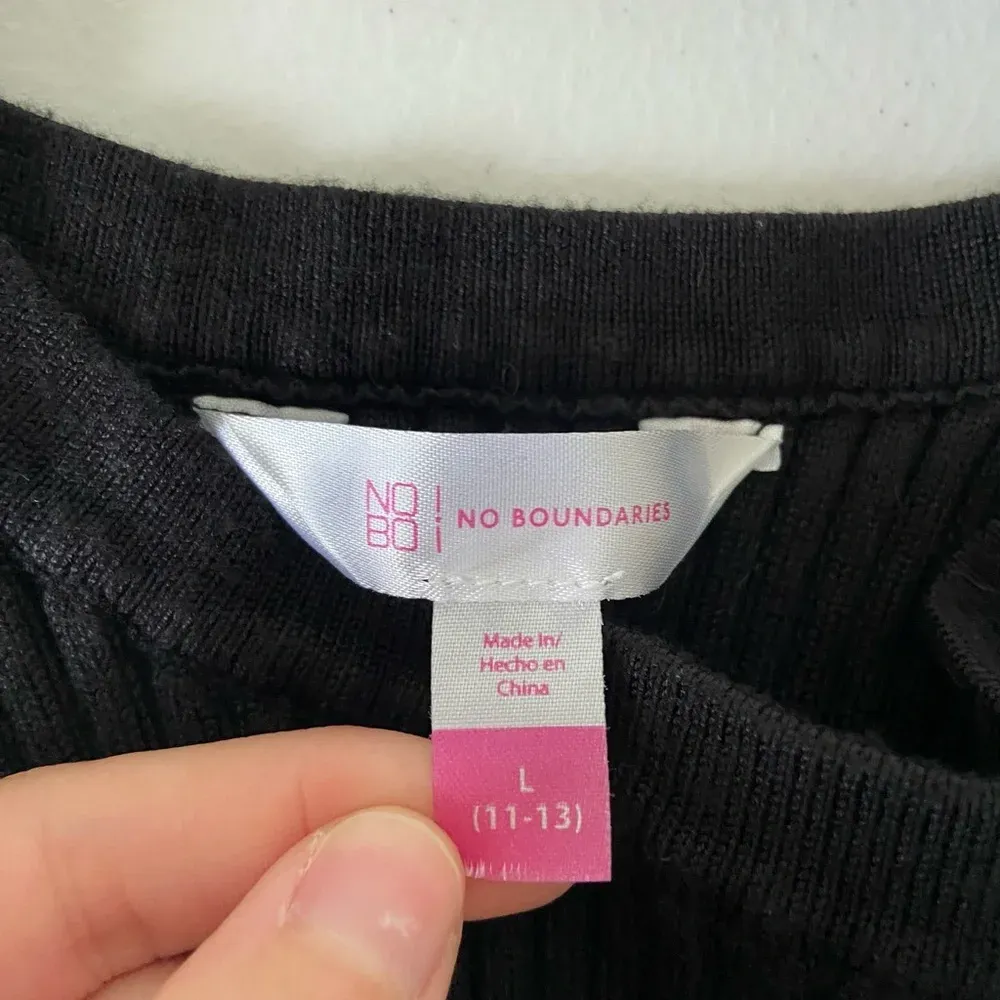 NO
BO
NO BOUNDARIES
Made In/
Hecho en
China
L
(11-13)